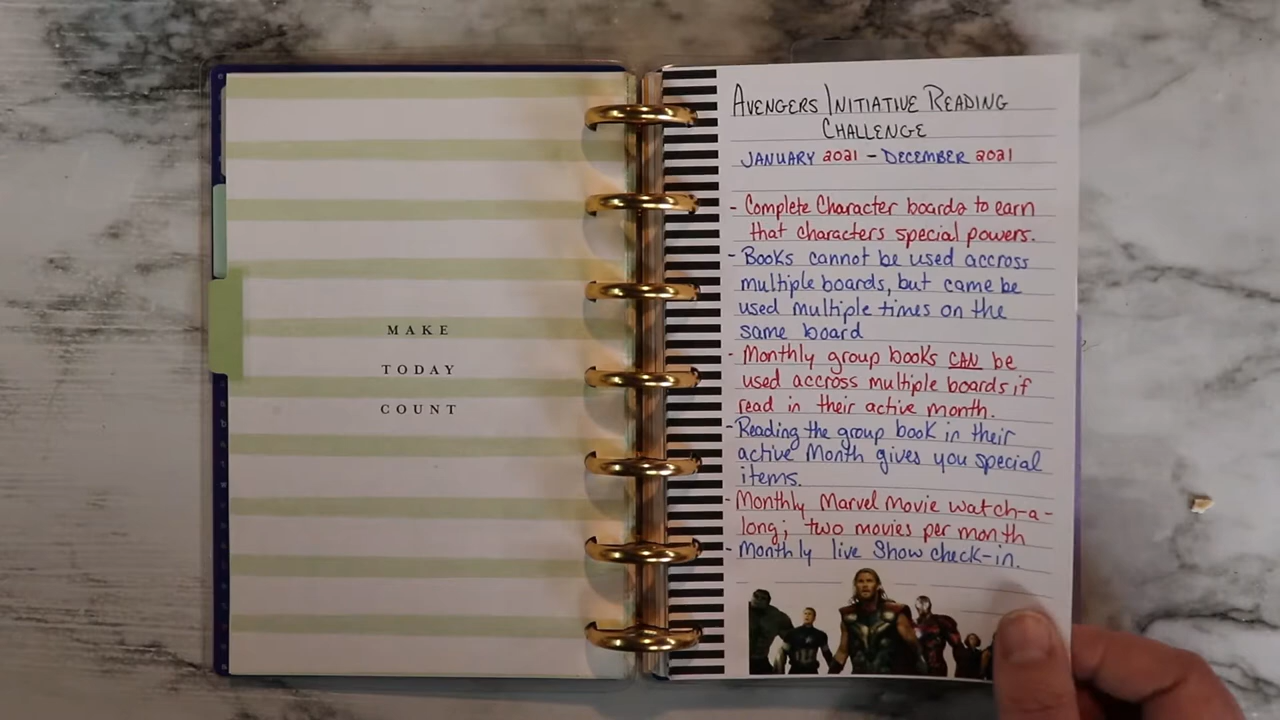 MAKE
TODAY
COUNT
AVENGERS INITIATIVE READING
CHALLENGE
JANUARY 2021 - DECEMBER 2021
- Complete Character boards to earn
that characters special powers.
- Books cannot be used accross
multiple boards, but came be
used multiple times on the
same board
- Monthly group books CAN be
used accross multiple boards if
read in their active month.
- Reading the group book in their
active Month gives you special
items.
- Monthly Marvel Movie watch-a-
long; two movies per month
- Monthly live Show check-in.